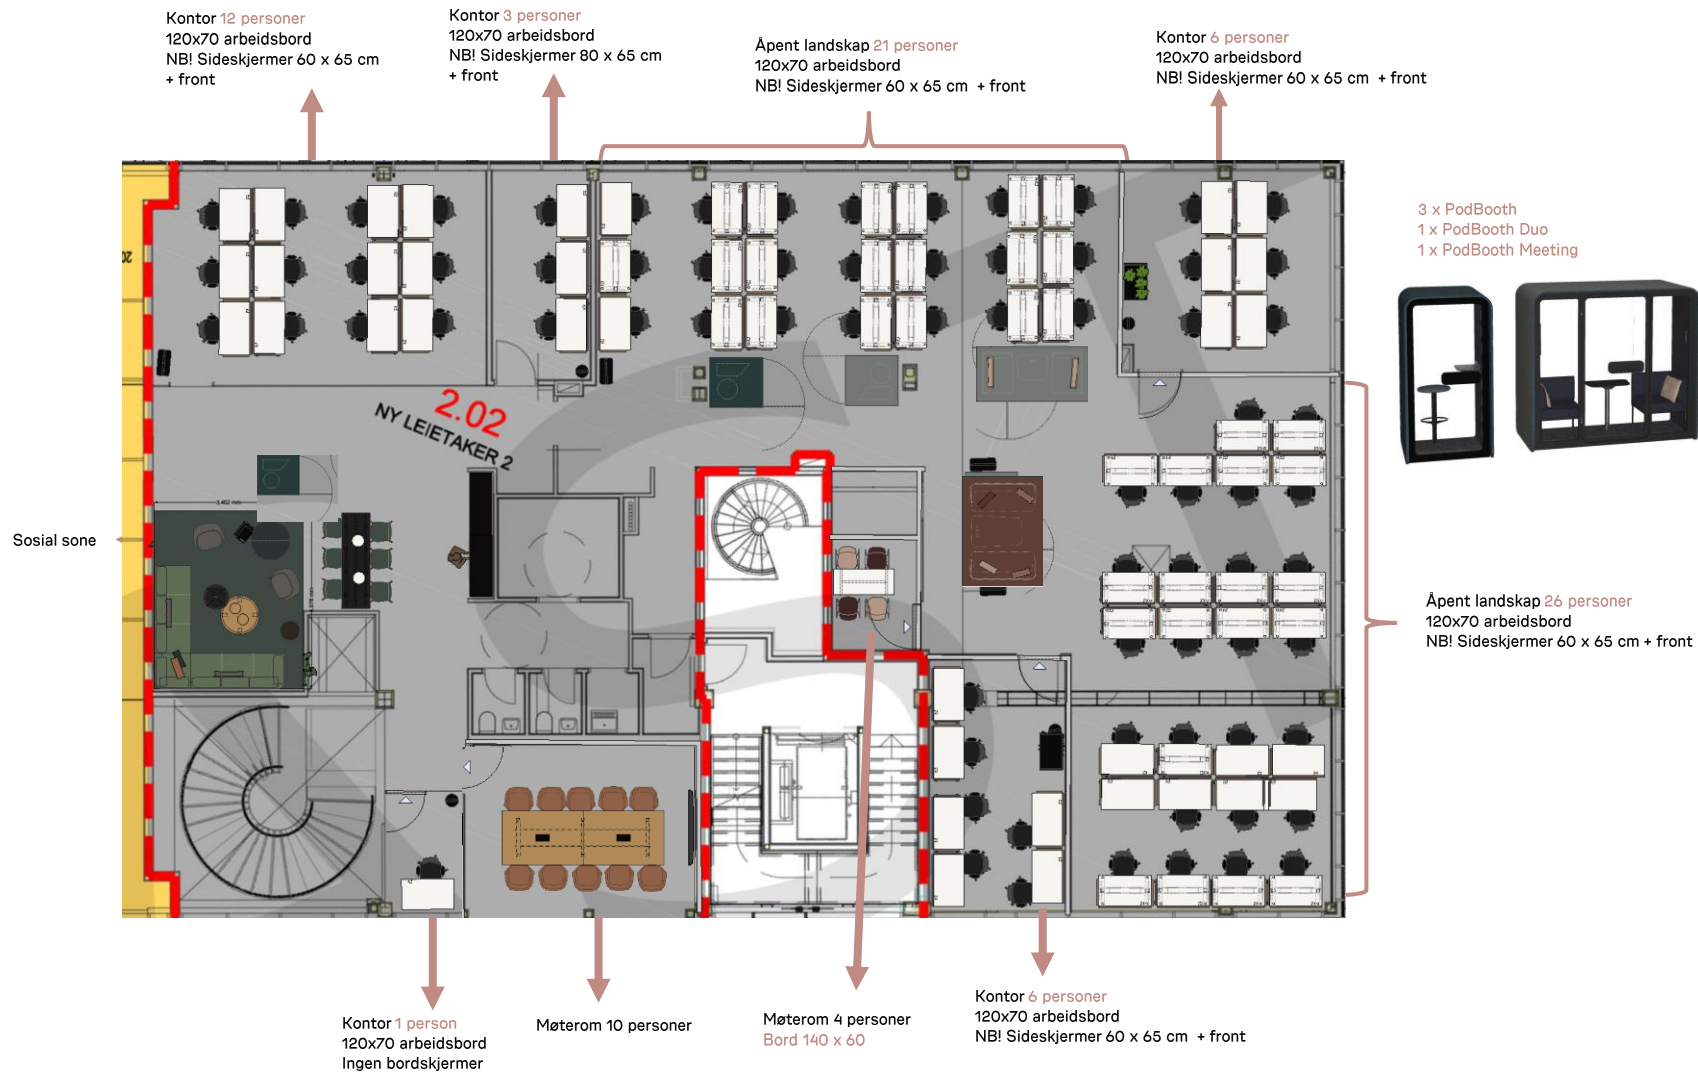 Kontor 12 personer
120x70 arbeidsbord
NB! Sideskjermer 60 x 65 cm
+ front
Kontor 3 personer
120x70 arbeidsbord
NB! Sideskjermer 80 x 65 cm
+ front
Åpent landskap 21 personer
120x70 arbeidsbord
NB! Sideskjermer 60 x 65 cm + front
Kontor 6 personer
120x70 arbeidsbord
NB! Sideskjermer 60 x 65 cm + front
3 x PodBooth
1 x PodBooth Duo
1 x PodBooth Meeting
2.02
NY LEIETAKER 2
Sosial sone
Åpent landskap 26 personer
120x70 arbeidsbord
NB! Sideskjermer 60 x 65 cm + front
Kontor 1 person
120x70 arbeidsbord
Ingen bordskjermer
Møterom 10 personer
Møterom 4 personer
Bord 140 x 60
Kontor 6 personer
120x70 arbeidsbord
NB! Sideskjermer 60 x 65 cm + front